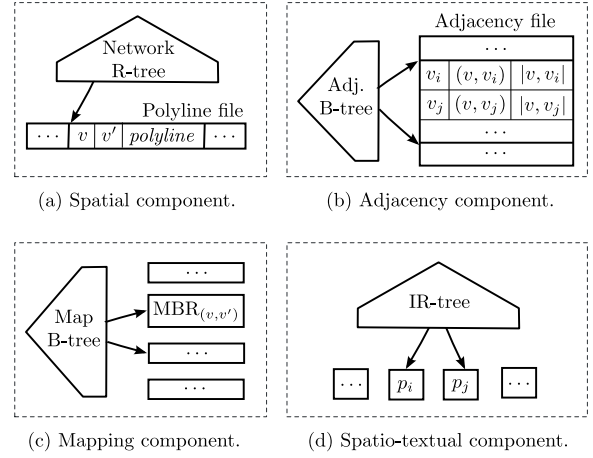 Network
R-tree
Polyline file
··· v v′ polyline ···
(a) Spatial component.
Adjacency file
Adj.
B-tree
···
v_i (v, v_i) |v, v_i|
v_j (v, v_j) |v, v_j|
···
···
(b) Adjacency component.
Map
B-tree
···
MBR_(v,v′)
···
···
(c) Mapping component.
IR-tree
··· p_i p_j ···
(d) Spatio-textual component.